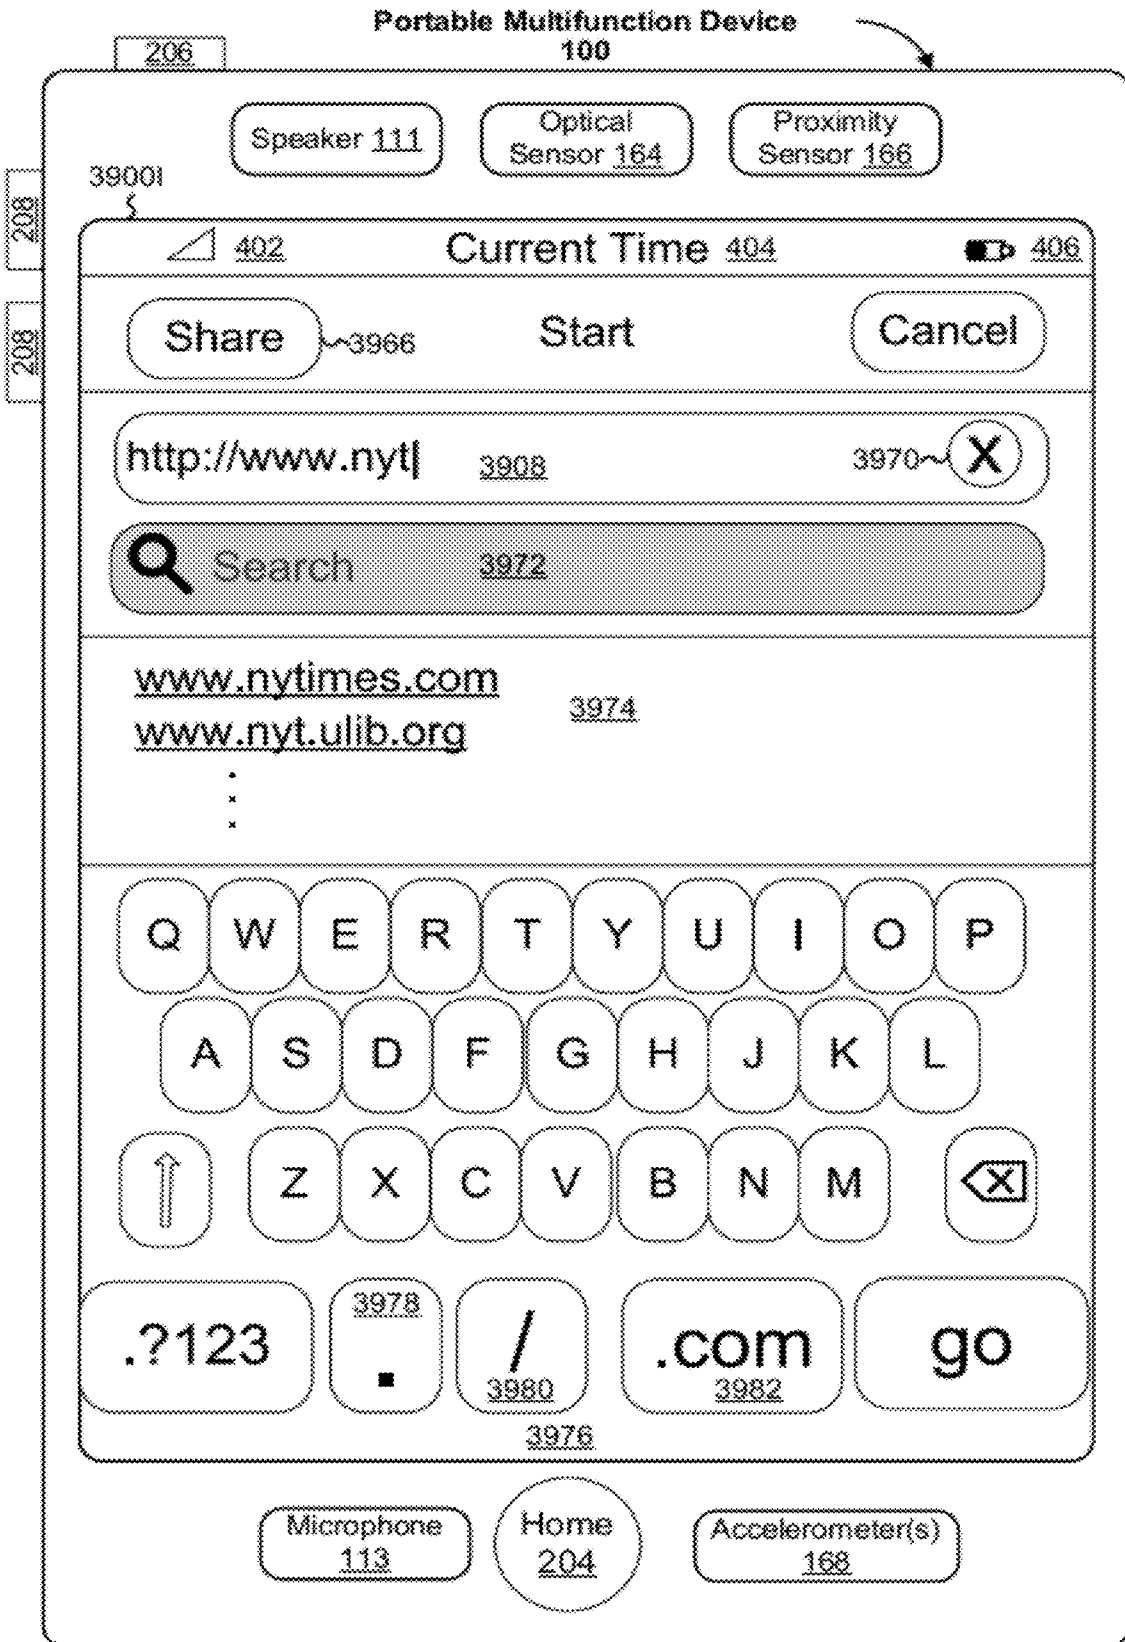 Portable Multifunction Device
100
206
Speaker 111
Optical
Sensor 164
Proximity
Sensor 166
3900I
208
208
402
Current Time 404
406
Share
3966
Start
Cancel
http://www.nyt
3908
3970
X
Search
3972
www.nytimes.com
www.nyt.ulib.org
3974
Q W E R T Y U I O P
A S D F G H J K L
Z X C V B N M
.?123
3978
.
/
3980
.com
3982
go
3976
Microphone
113
Home
204
Accelerometer(s)
168